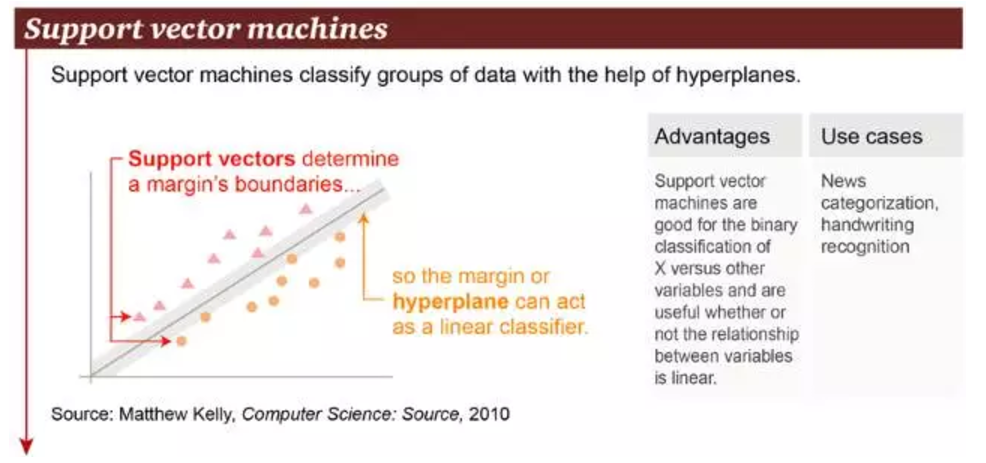 Support vector machines
Support vector machines classify groups of data with the help of hyperplanes.
Support vectors determine
a margin's boundaries...
so the margin or
hyperplane can act
as a linear classifier.
Advantages
Support vector
machines are
good for the binary
classification of
X versus other
variables and are
useful whether or
not the relationship
between variables
is linear.
Use cases
News
categorization,
handwriting
recognition
Source: Matthew Kelly, Computer Science: Source, 2010